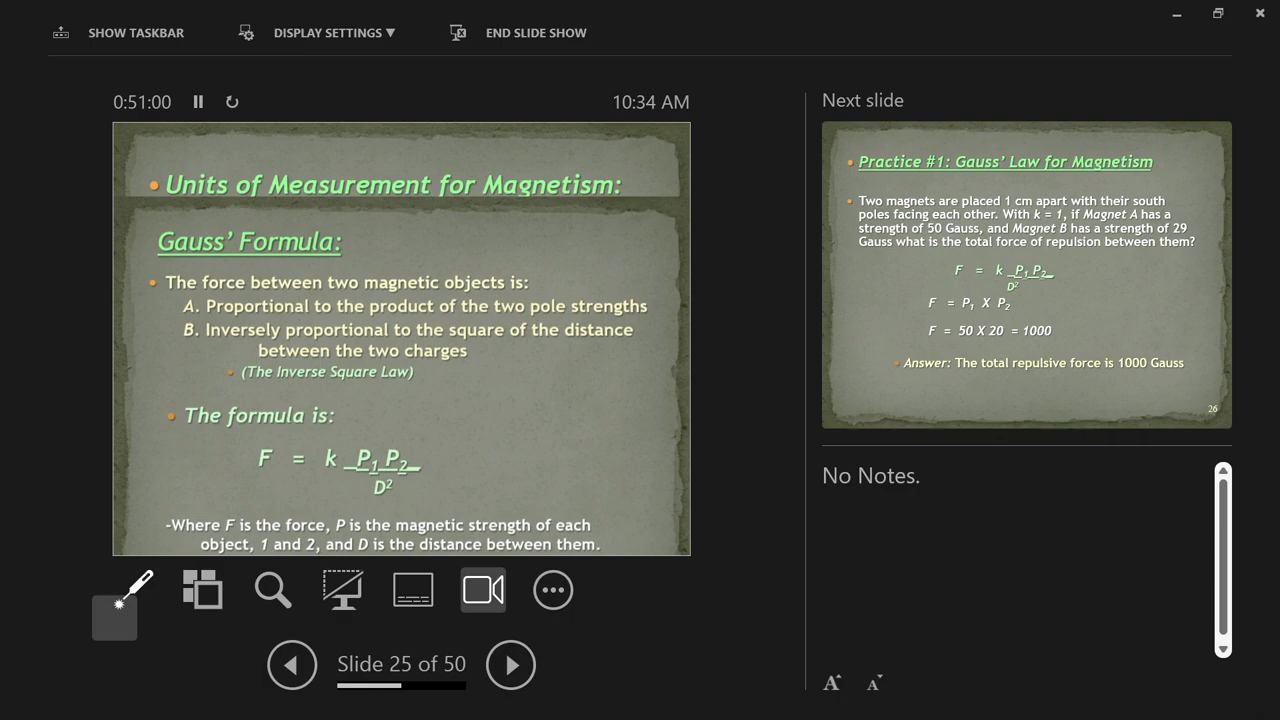 SHOW TASKBAR
DISPLAY SETTINGS ▼
END SLIDE SHOW
0:51:00
10:34 AM
• Units of Measurement for Magnetism:
Gauss’ Formula:
• The force between two magnetic objects is:
A. Proportional to the product of the two pole strengths
B. Inversely proportional to the square of the distance
between the two charges
• (The Inverse Square Law)
• The formula is:
F = k _P₁ P₂_
D²
-Where F is the force, P is the magnetic strength of each
object, 1 and 2, and D is the distance between them.
Slide 25 of 50
Next slide
• Practice #1: Gauss’ Law for Magnetism
• Two magnets are placed 1 cm apart with their south
poles facing each other. With k = 1, if Magnet A has a
strength of 50 Gauss, and Magnet B has a strength of 29
Gauss what is the total force of repulsion between them?
F = k _P₁ P₂_
D²
F = P₁ X P₂
F = 50 X 20 = 1000
• Answer: The total repulsive force is 1000 Gauss
26
No Notes.
A A